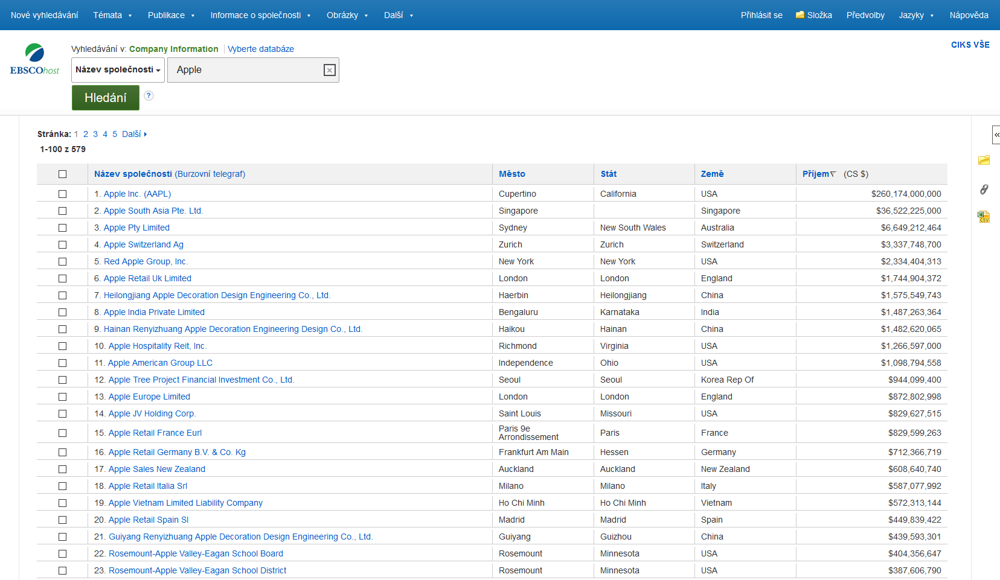 Nové vyhledávání Témata Publikace Informace o společnosti Obrázky Další Přihlásit se Složka Předvolby Jazyky Nápověda
CIKS VŠE
EBSCOhost
Vyhledávání v: Company Information Vyberte databáze
Název společnosti Apple
Hledání ?
Stránka: 1 2 3 4 5 Další
1-100 z 579
Název společnosti (Burzovní telegraf) Město Stát Země Příjem (CS $)
1. Apple Inc. (AAPL) Cupertino California USA $260,174,000,000
2. Apple South Asia Pte. Ltd. Singapore Singapore $36,522,225,000
3. Apple Pty Limited Sydney New South Wales Australia $6,649,212,464
4. Apple Switzerland Ag Zurich Zurich Switzerland $3,337,748,700
5. Red Apple Group, Inc. New York New York USA $2,334,404,313
6. Apple Retail Uk Limited London London England $1,744,904,372
7. Heilongjiang Apple Decoration Design Engineering Co., Ltd. Haerbin Heilongjiang China $1,575,549,743
8. Apple India Private Limited Bengaluru Karnataka India $1,487,263,364
9. Hainan Renyizhuang Apple Decoration Engineering Design Co., Ltd. Haikou Hainan China $1,482,620,065
10. Apple Hospitality Reit, Inc. Richmond Virginia USA $1,266,597,000
11. Apple American Group LLC Independence Ohio USA $1,098,794,558
12. Apple Tree Project Financial Investment Co., Ltd. Seoul Seoul Korea Rep Of $944,099,400
13. Apple Europe Limited London London England $872,802,998
14. Apple JV Holding Corp. Saint Louis Missouri USA $829,627,515
15. Apple Retail France Eurl Paris 9e Arrondissement Paris France $829,599,263
16. Apple Retail Germany B.V. & Co. Kg Frankfurt Am Main Hessen Germany $712,366,719
17. Apple Sales New Zealand Auckland Auckland New Zealand $608,640,740
18. Apple Retail Italia Srl Milano Milano Italy $587,077,992
19. Apple Vietnam Limited Liability Company Ho Chi Minh Ho Chi Minh Vietnam $572,313,144
20. Apple Retail Spain Sl Madrid Madrid Spain $449,839,422
21. Guiyang Renyizhuang Apple Decoration Design Engineering Co., Ltd. Guiyang Guizhou China $439,593,301
22. Rosemount-Apple Valley-Eagan School Board Rosemount Minnesota USA $404,356,647
23. Rosemount-Apple Valley-Eagan School District Rosemount Minnesota USA $387,606,790
«
CSV